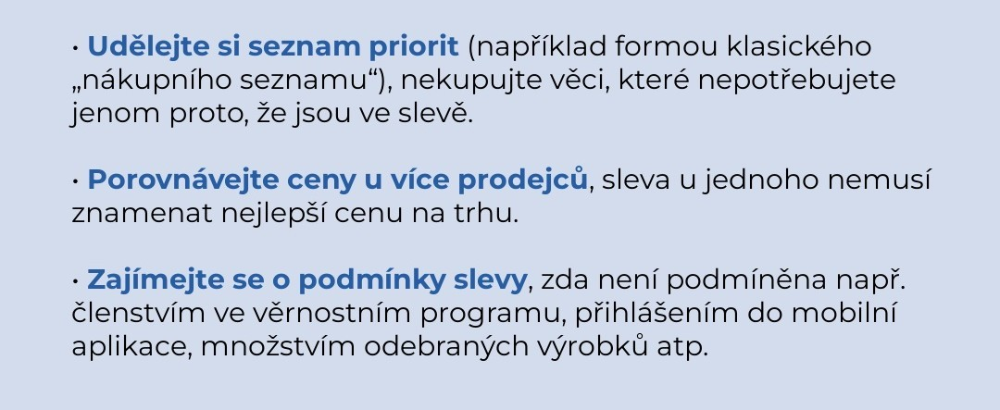 · Udělejte si seznam priorit (například formou klasického
„nákupního seznamu“), nekupujte věci, které nepotřebujete
jenom proto, že jsou ve slevě.
· Porovnávejte ceny u více prodejců, sleva u jednoho nemusí
znamenat nejlepší cenu na trhu.
· Zajímejte se o podmínky slevy, zda není podmíněna např.
členstvím ve věrnostním programu, přihlášením do mobilní
aplikace, množstvím odebraných výrobků atp.